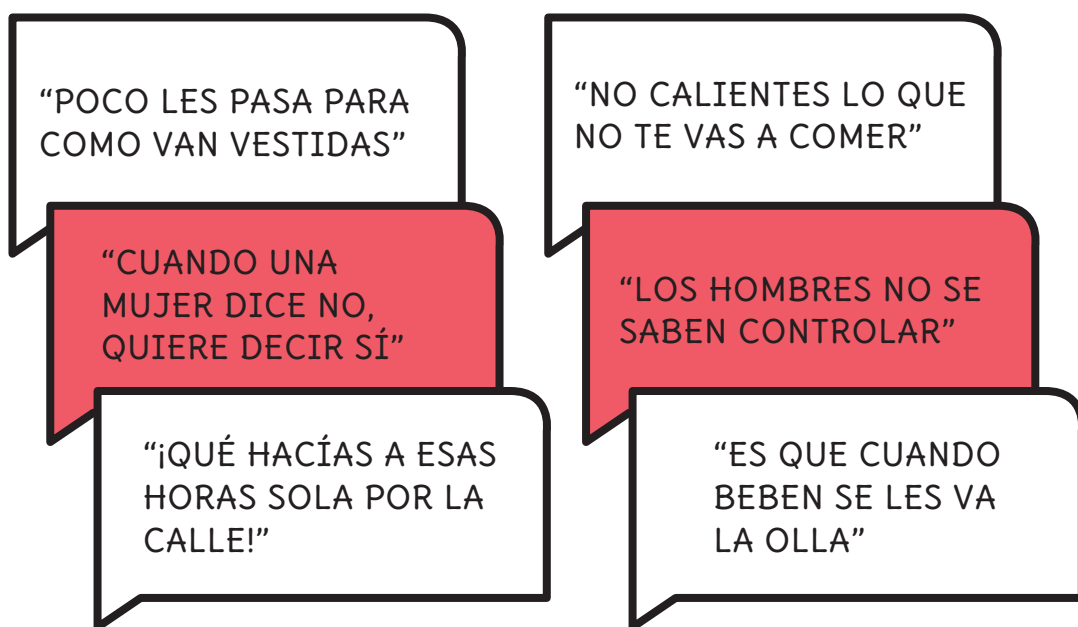 “POCO LES PASA PARA
COMO VAN VESTIDAS”
“CUANDO UNA
MUJER DICE NO,
QUIERE DECIR SÍ”
“¡QUÉ HACÍAS A ESAS
HORAS SOLA POR LA
CALLE!”
“NO CALIENTES LO QUE
NO TE VAS A COMER”
“LOS HOMBRES NO SE
SABEN CONTROLAR”
“ES QUE CUANDO
BEBEN SE LES VA
LA OLLA”